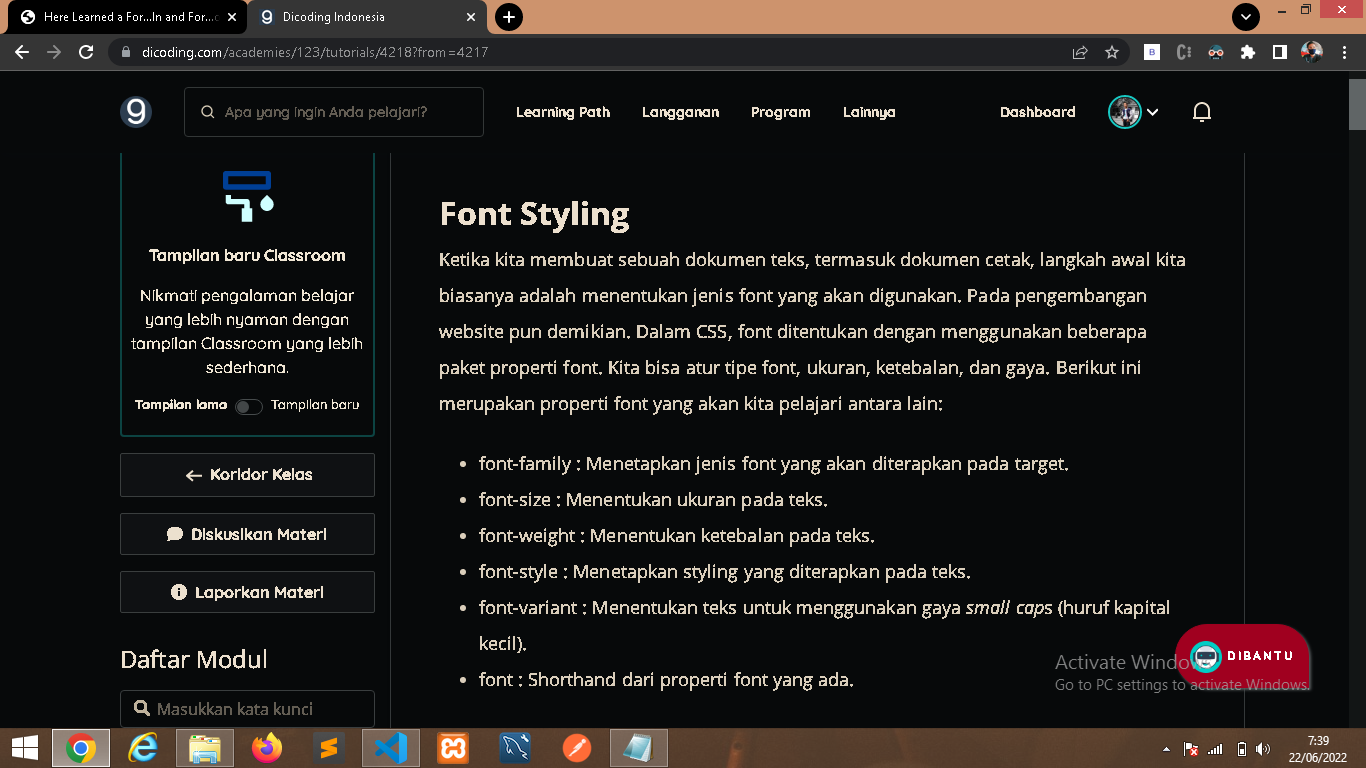 Here Learned a For...In and For...
Dicoding Indonesia
dicoding.com/academies/123/tutorials/4218?from=4217
Apa yang ingin Anda pelajari?
Learning Path
Langganan
Program
Lainnya
Dashboard
Tampilan baru Classroom
Nikmati pengalaman belajar
yang lebih nyaman dengan
tampilan Classroom yang lebih
sederhana.
Tampilan lama
Tampilan baru
Koridor Kelas
Diskusikan Materi
Laporkan Materi
Daftar Modul
Masukkan kata kunci
Font Styling
Ketika kita membuat sebuah dokumen teks, termasuk dokumen cetak, langkah awal kita
biasanya adalah menentukan jenis font yang akan digunakan. Pada pengembangan
website pun demikian. Dalam CSS, font ditentukan dengan menggunakan beberapa
paket properti font. Kita bisa atur tipe font, ukuran, ketebalan, dan gaya. Berikut ini
merupakan properti font yang akan kita pelajari antara lain:
font-family : Menetapkan jenis font yang akan diterapkan pada target.
font-size : Menentukan ukuran pada teks.
font-weight : Menentukan ketebalan pada teks.
font-style : Menetapkan styling yang diterapkan pada teks.
font-variant : Menentukan teks untuk menggunakan gaya small caps (huruf kapital
kecil).
font : Shorthand dari properti font yang ada.
DIBANTU
Activate Windo
Go to PC settings to activate Windows.
7:39
22/06/2022